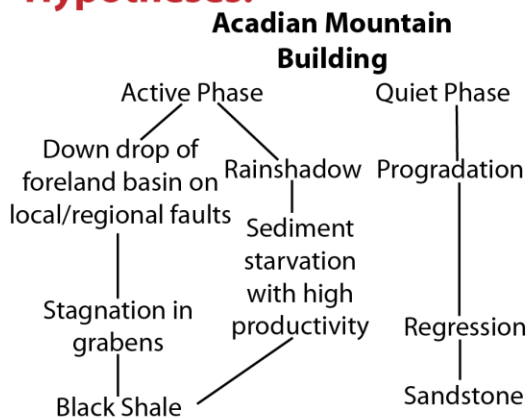 Hypotheses:
Acadian Mountain
Building
Active Phase
Quiet Phase
Down drop of
foreland basin on
local/regional faults
Rainshadow
Progradation
Sediment
starvation
with high
productivity
Stagnation in
grabens
Regression
Black Shale
Sandstone